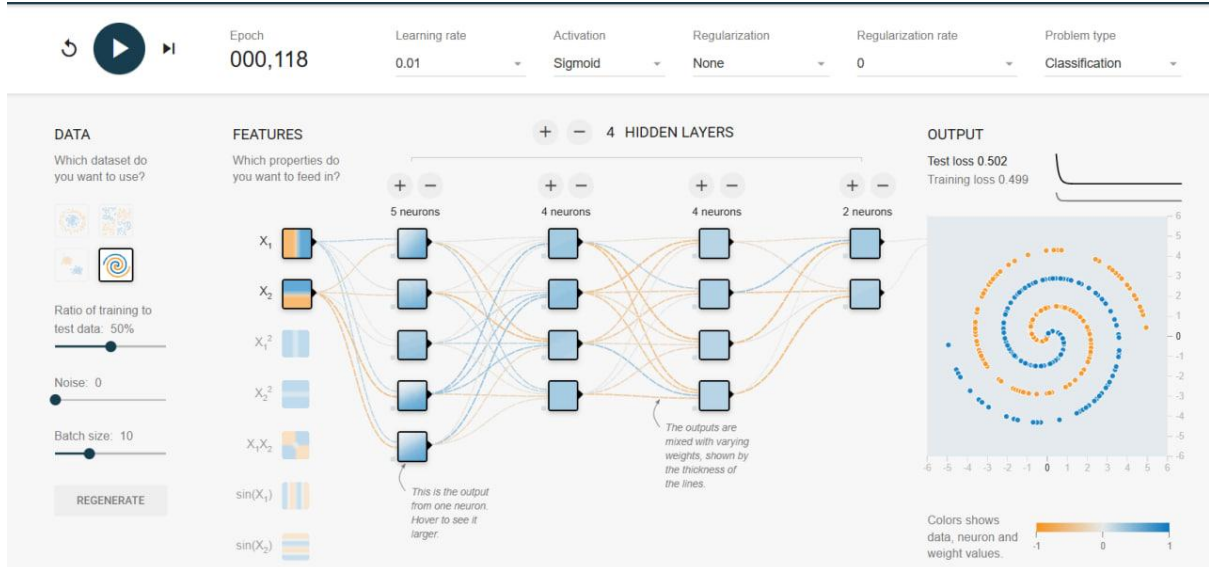 Epoch
000,118
Learning rate
0.01
Activation
Sigmoid
Regularization
None
Regularization rate
0
Problem type
Classification
DATA
Which dataset do
you want to use?
Ratio of training to
test data: 50%
Noise: 0
Batch size: 10
REGENERATE
FEATURES
Which properties do
you want to feed in?
X₁
X₂
X₁²
X₂²
X₁X₂
sin(X₁)
sin(X₂)
+ − 4 HIDDEN LAYERS
+ −
5 neurons
+ −
4 neurons
+ −
4 neurons
+ −
2 neurons
This is the output
from one neuron.
Hover to see it
larger.
The outputs are
mixed with varying
weights, shown by
the thickness of
the lines.
OUTPUT
Test loss 0.502
Training loss 0.499
6
5
4
3
2
1
0
-1
-2
-3
-4
-5
-6
-6 -5 -4 -3 -2 -1 0 1 2 3 4 5 6
Colors shows
data, neuron and
weight values.
-1 0 1